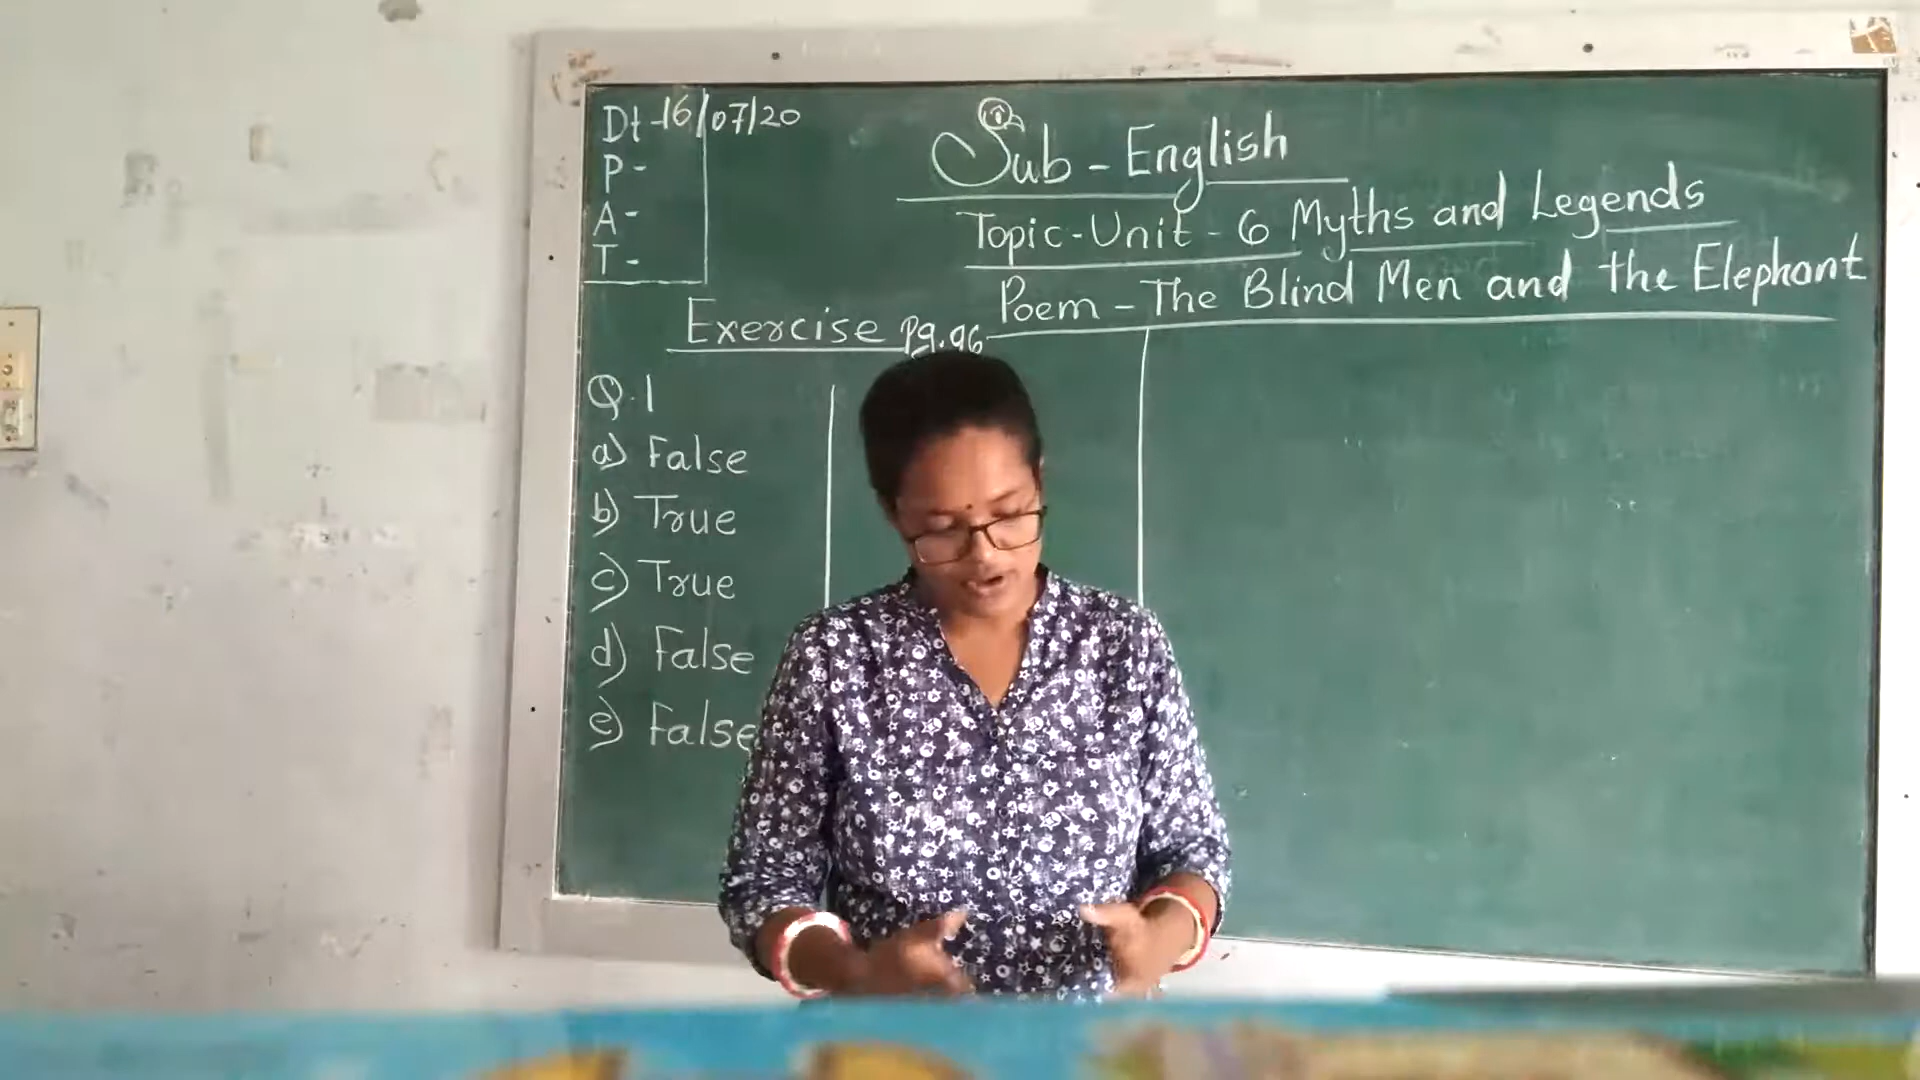 Dt-16/07/20
P-
A-
T-
Sub-English
Topic-Unit-6 Myths and Legends
Poem-The Blind Men and the Elephant
Exercise Pg.96
Q.1
a) False
b) True
c) True
d) False
e) False